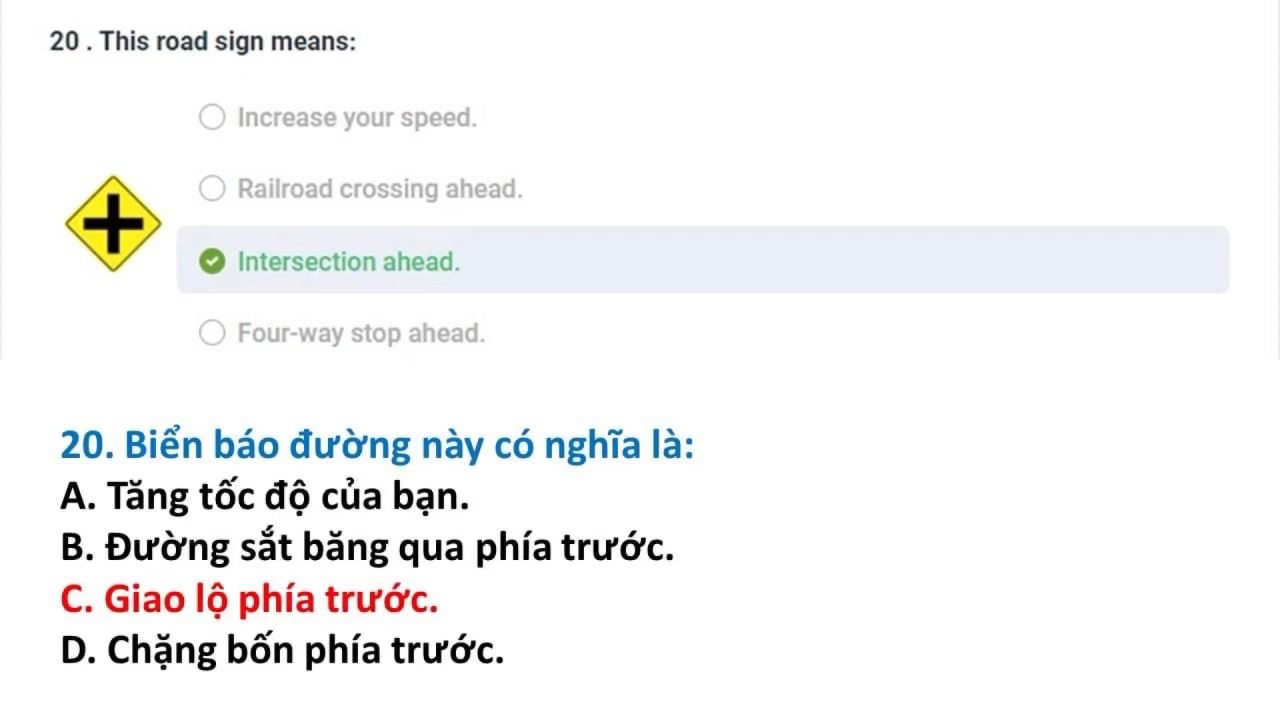 20 . This road sign means:
Increase your speed.
Railroad crossing ahead.
Intersection ahead.
Four-way stop ahead.
20. Biển báo đường này có nghĩa là:
A. Tăng tốc độ của bạn.
B. Đường sắt băng qua phía trước.
C. Giao lộ phía trước.
D. Chặng bốn phía trước.